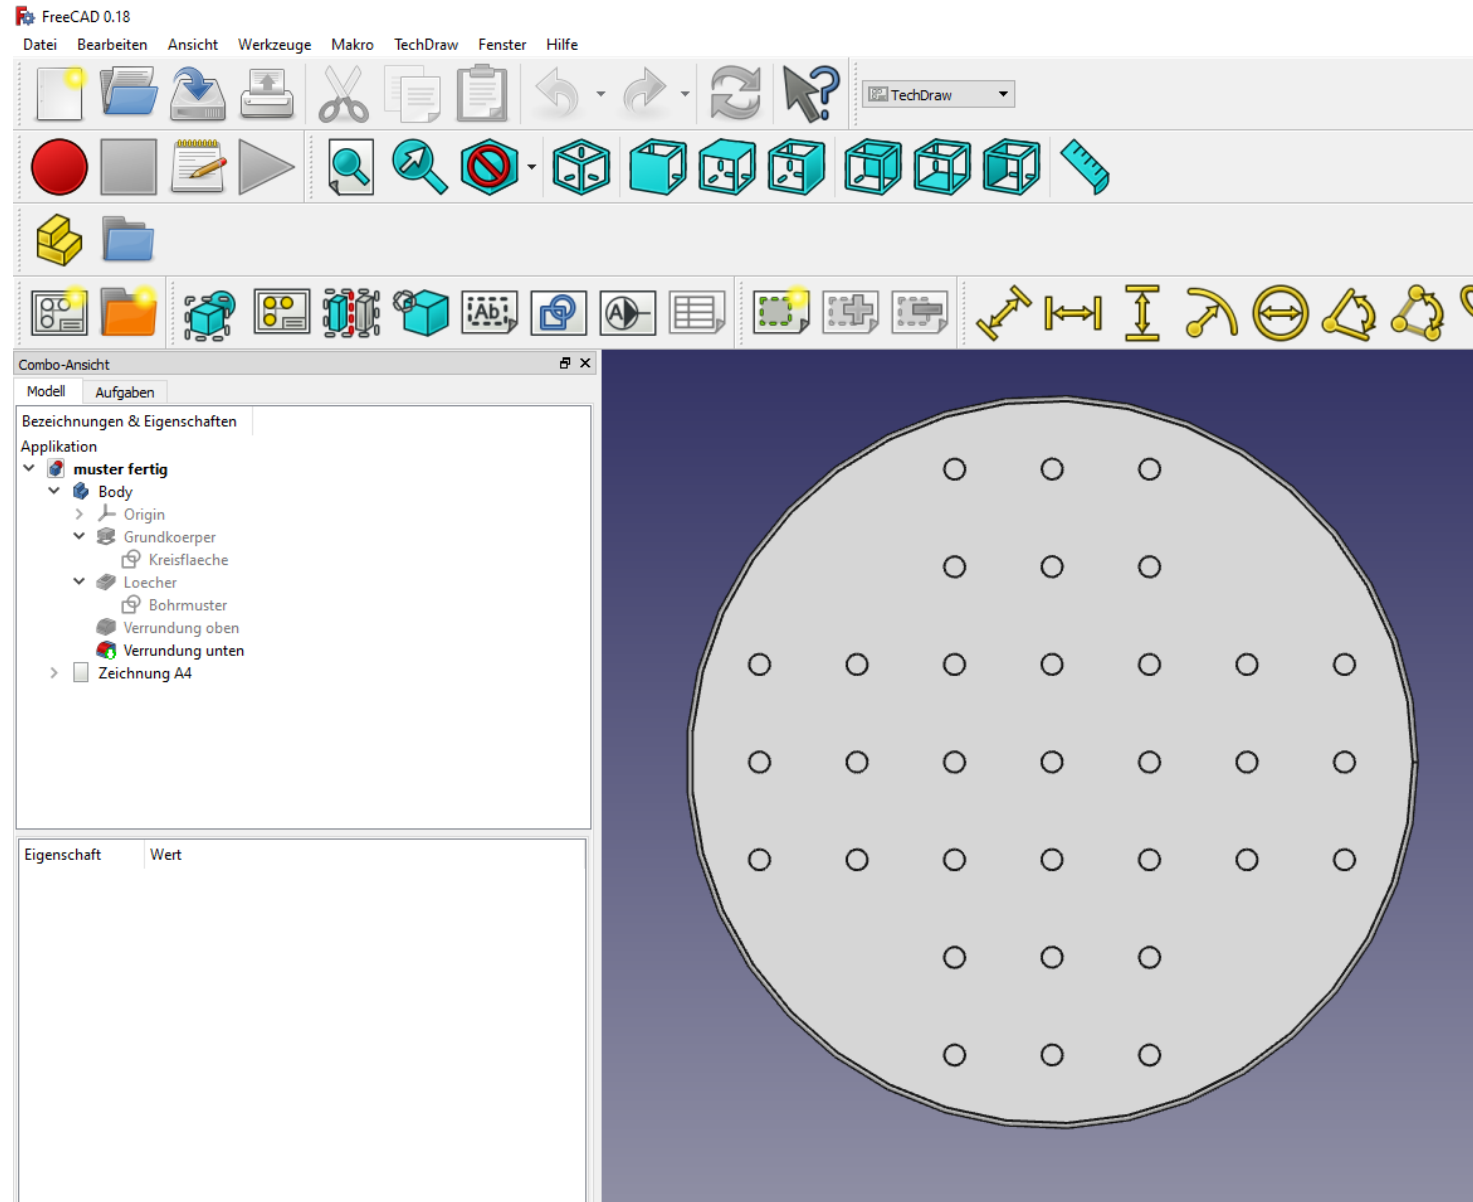 FreeCAD 0.18
Datei Bearbeiten Ansicht Werkzeuge Makro TechDraw Fenster Hilfe
TechDraw
Ab
A
Combo-Ansicht
Modell Aufgaben
Bezeichnungen & Eigenschaften
Applikation
muster fertig
Body
Origin
Grundkoerper
Kreisflaeche
Loecher
Bohrmuster
Verrundung oben
Verrundung unten
Zeichnung A4
Eigenschaft Wert